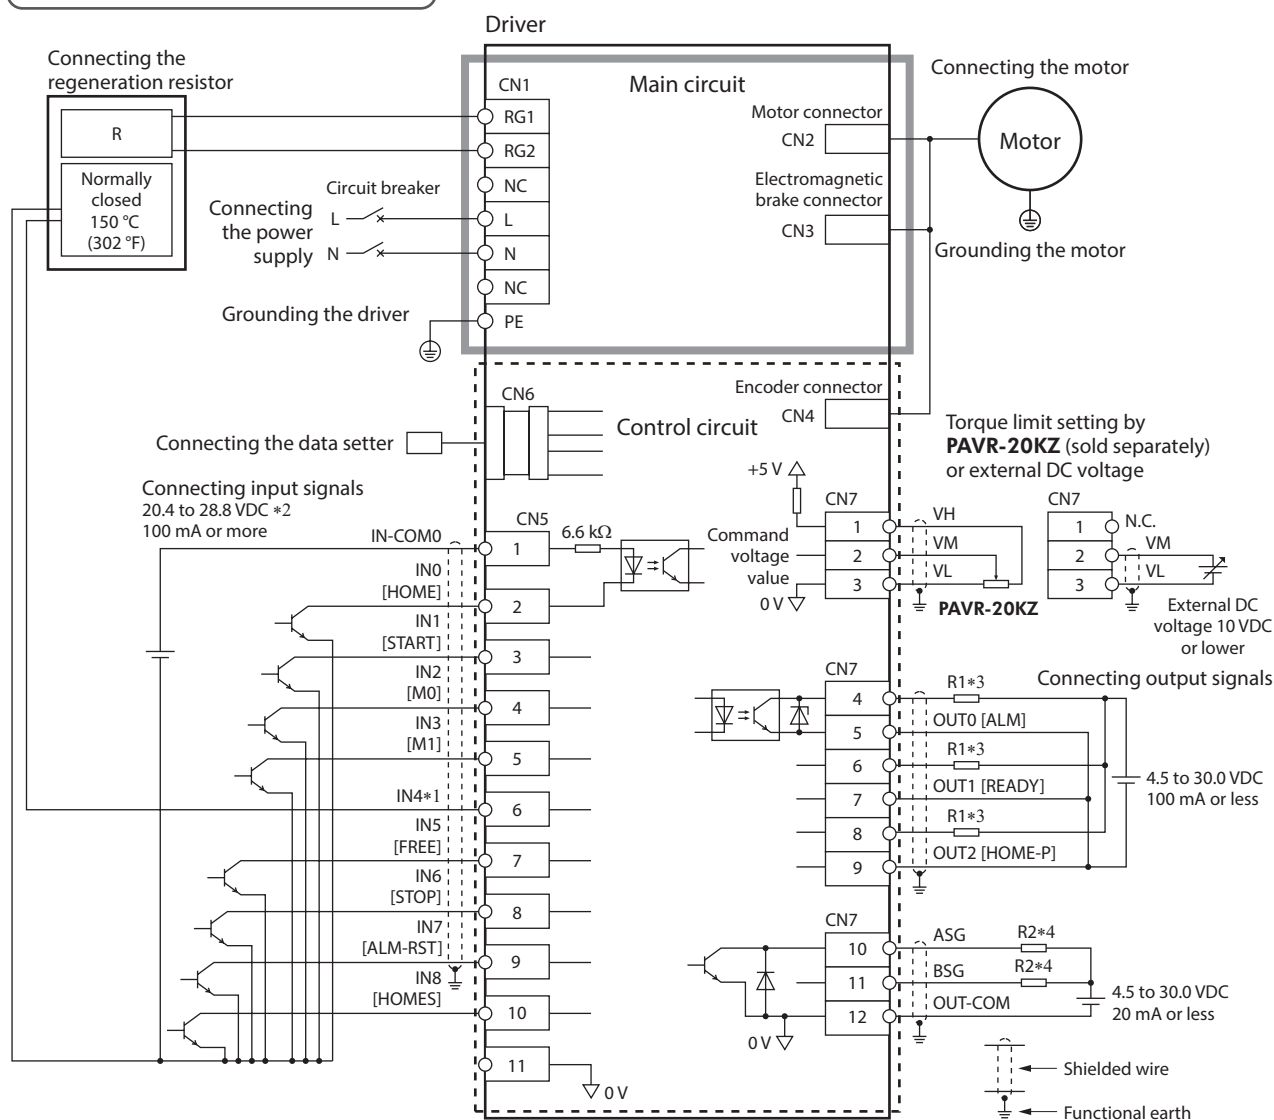 Driver
Connecting the
regeneration resistor
R
Normally
closed
150 °C
(302 °F)
Main circuit
CN1
RG1
RG2
NC
L
N
NC
PE
Circuit breaker
Connecting
the power
supply
L
N
Grounding the driver
Motor connector
CN2
Electromagnetic
brake connector
CN3
Connecting the motor
Motor
Grounding the motor
Encoder connector
CN4
CN6
Control circuit
Connecting the data setter
Connecting input signals
20.4 to 28.8 VDC *2
100 mA or more
CN5
6.6 kΩ
IN-COM0
1
IN0
[HOME]
2
IN1
[START]
3
IN2
[M0]
4
IN3
[M1]
5
IN4*1
6
IN5
[FREE]
7
IN6
[STOP]
8
IN7
[ALM-RST]
9
IN8
[HOMES]
10
11
0 V
Torque limit setting by
PAVR-20KZ (sold separately)
or external DC voltage
+5 V
Command
voltage
value
0 V
CN7
1
2
3
VH
VM
VL
PAVR-20KZ
CN7
1
2
3
N.C.
VM
VL
External DC
voltage 10 VDC
or lower
Connecting output signals
CN7
4
5
6
7
8
9
R1*3
OUT0 [ALM]
R1*3
OUT1 [READY]
R1*3
OUT2 [HOME-P]
4.5 to 30.0 VDC
100 mA or less
CN7
10
11
12
ASG
R2*4
BSG
R2*4
OUT-COM
4.5 to 30.0 VDC
20 mA or less
0 V
Shielded wire
Functional earth